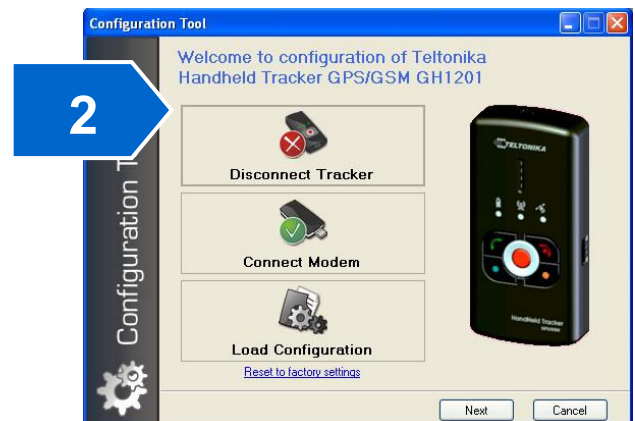 Configuration Tool
Welcome to configuration of Teltonika
Handheld Tracker GPS/GSM GH1201
2
Disconnect Tracker
Connect Modem
Load Configuration
Reset to factory settings
Configuration T
TELTONIKA
HandHeld Tracker
Next
Cancel